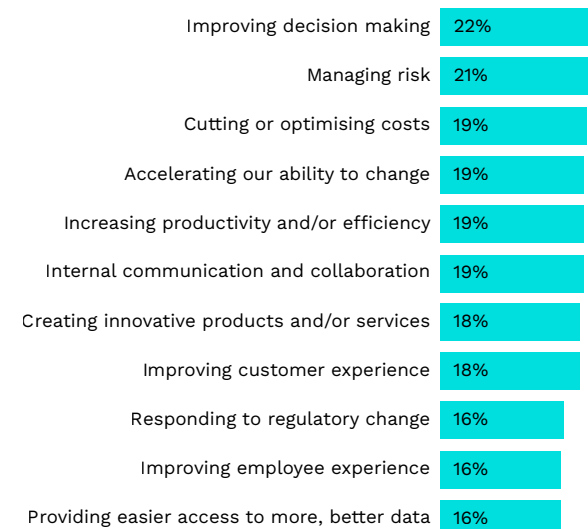 Improving decision making 22%
Managing risk 21%
Cutting or optimising costs 19%
Accelerating our ability to change 19%
Increasing productivity and/or efficiency 19%
Internal communication and collaboration 19%
Creating innovative products and/or services 18%
Improving customer experience 18%
Responding to regulatory change 16%
Improving employee experience 16%
Providing easier access to more, better data 16%